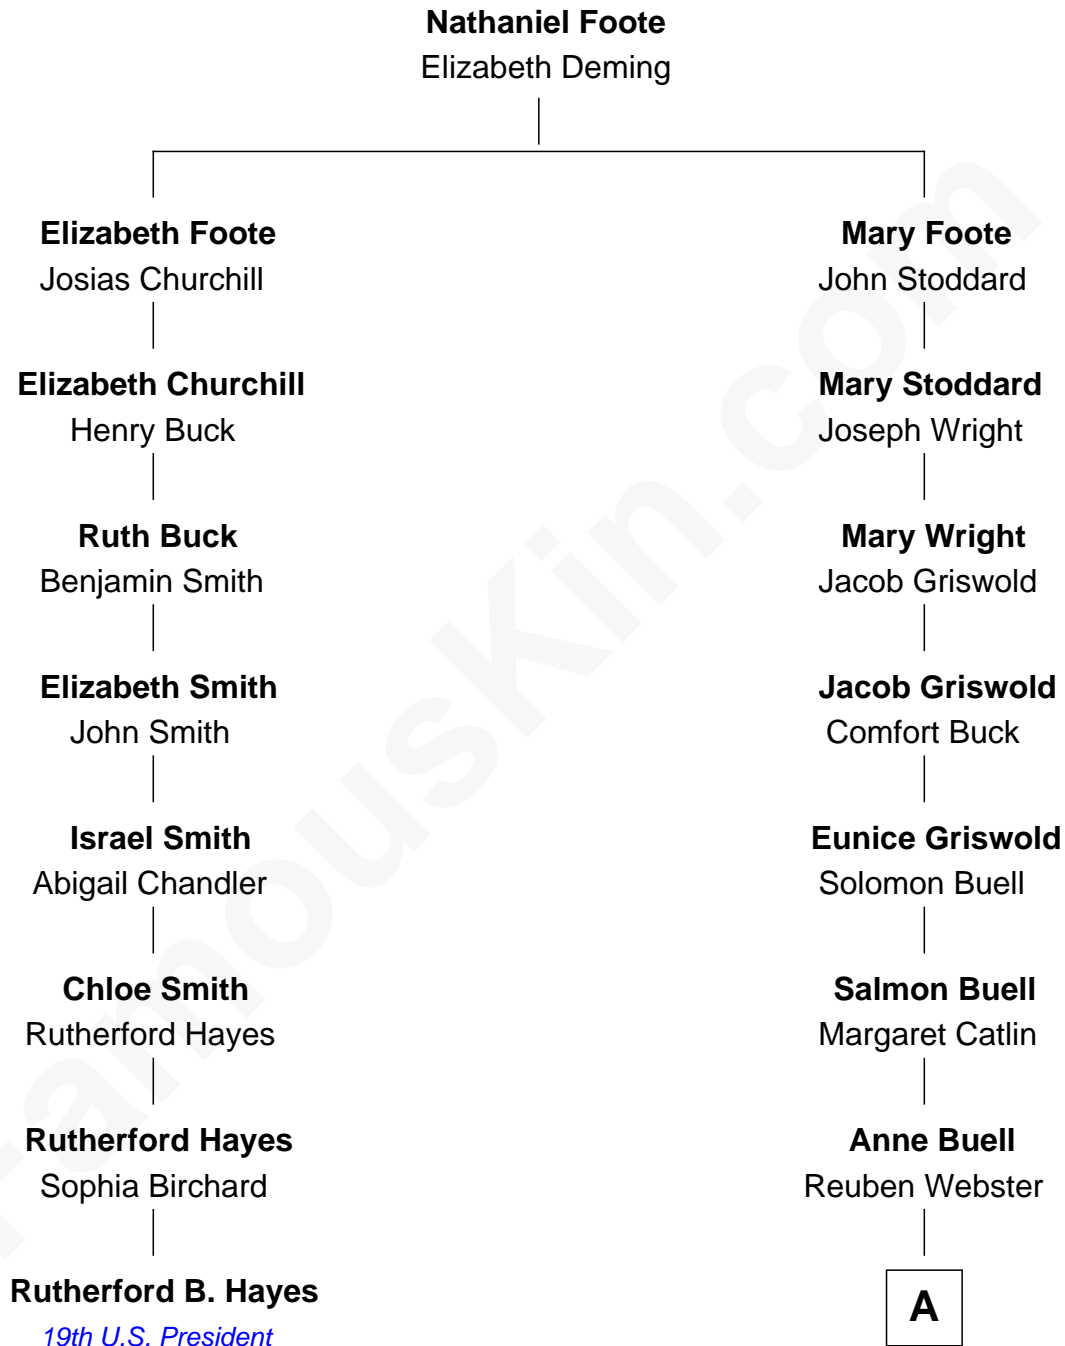 Nathaniel Foote
Elizabeth Deming
Elizabeth Foote
Josias Churchill
Elizabeth Churchill
Henry Buck
Ruth Buck
Benjamin Smith
Elizabeth Smith
John Smith
Israel Smith
Abigail Chandler
Chloe Smith
Rutherford Hayes
Rutherford Hayes
Sophia Birchard
Rutherford B. Hayes
19th U.S. President
Mary Foote
John Stoddard
Mary Stoddard
Joseph Wright
Mary Wright
Jacob Griswold
Jacob Griswold
Comfort Buck
Eunice Griswold
Solomon Buell
Salmon Buell
Margaret Catlin
Anne Buell
Reuben Webster
A
FamousKin.com